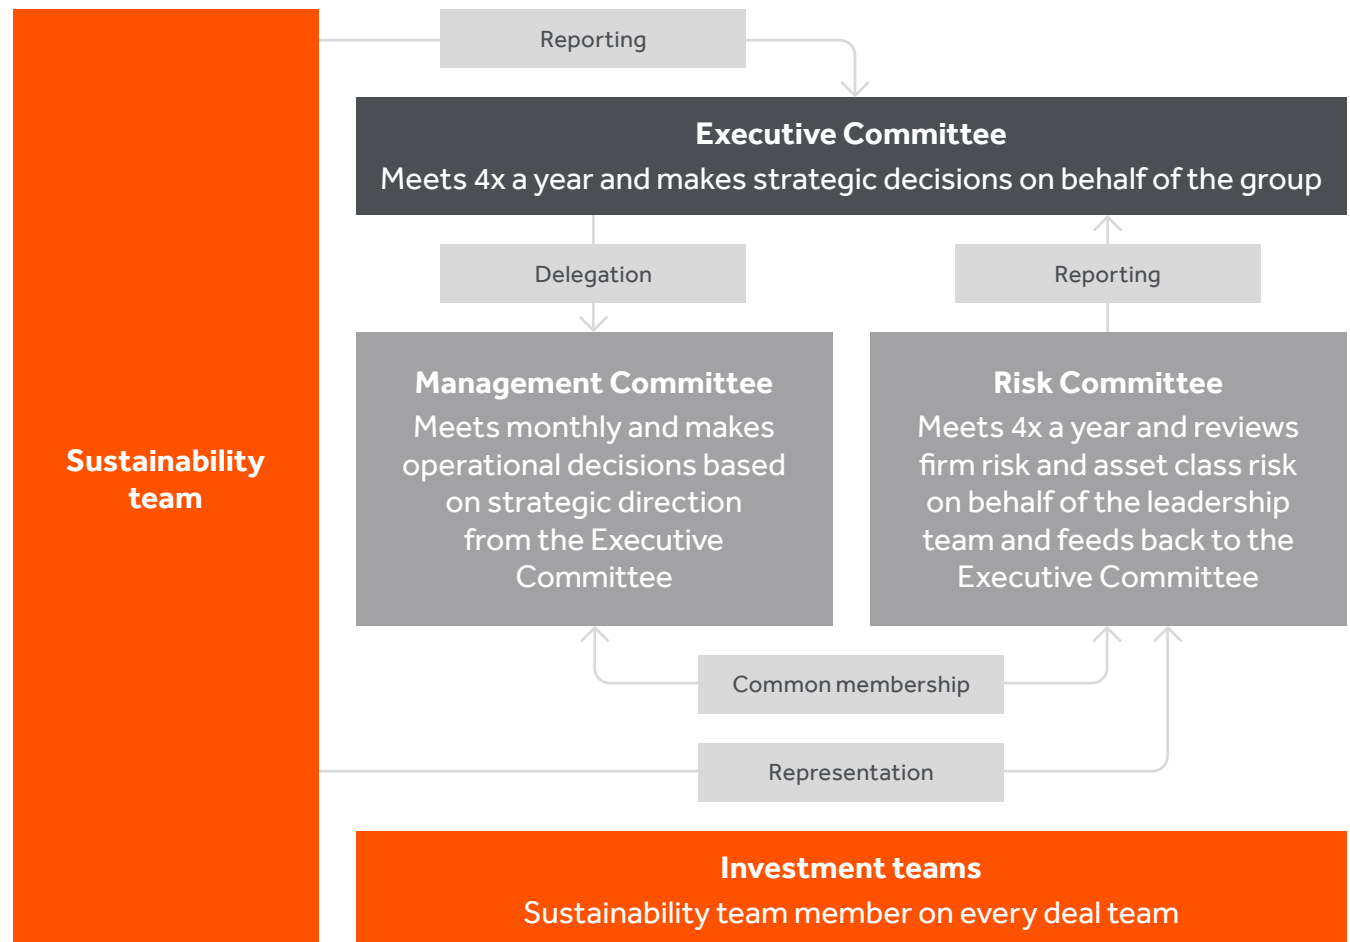 Reporting
Executive Committee
Meets 4x a year and makes strategic decisions on behalf of the group
Delegation
Reporting
Sustainability
team
Management Committee
Meets monthly and makes
operational decisions based
on strategic direction
from the Executive
Committee
Risk Committee
Meets 4x a year and reviews
firm risk and asset class risk
on behalf of the leadership
team and feeds back to the
Executive Committee
Common membership
Representation
Investment teams
Sustainability team member on every deal team